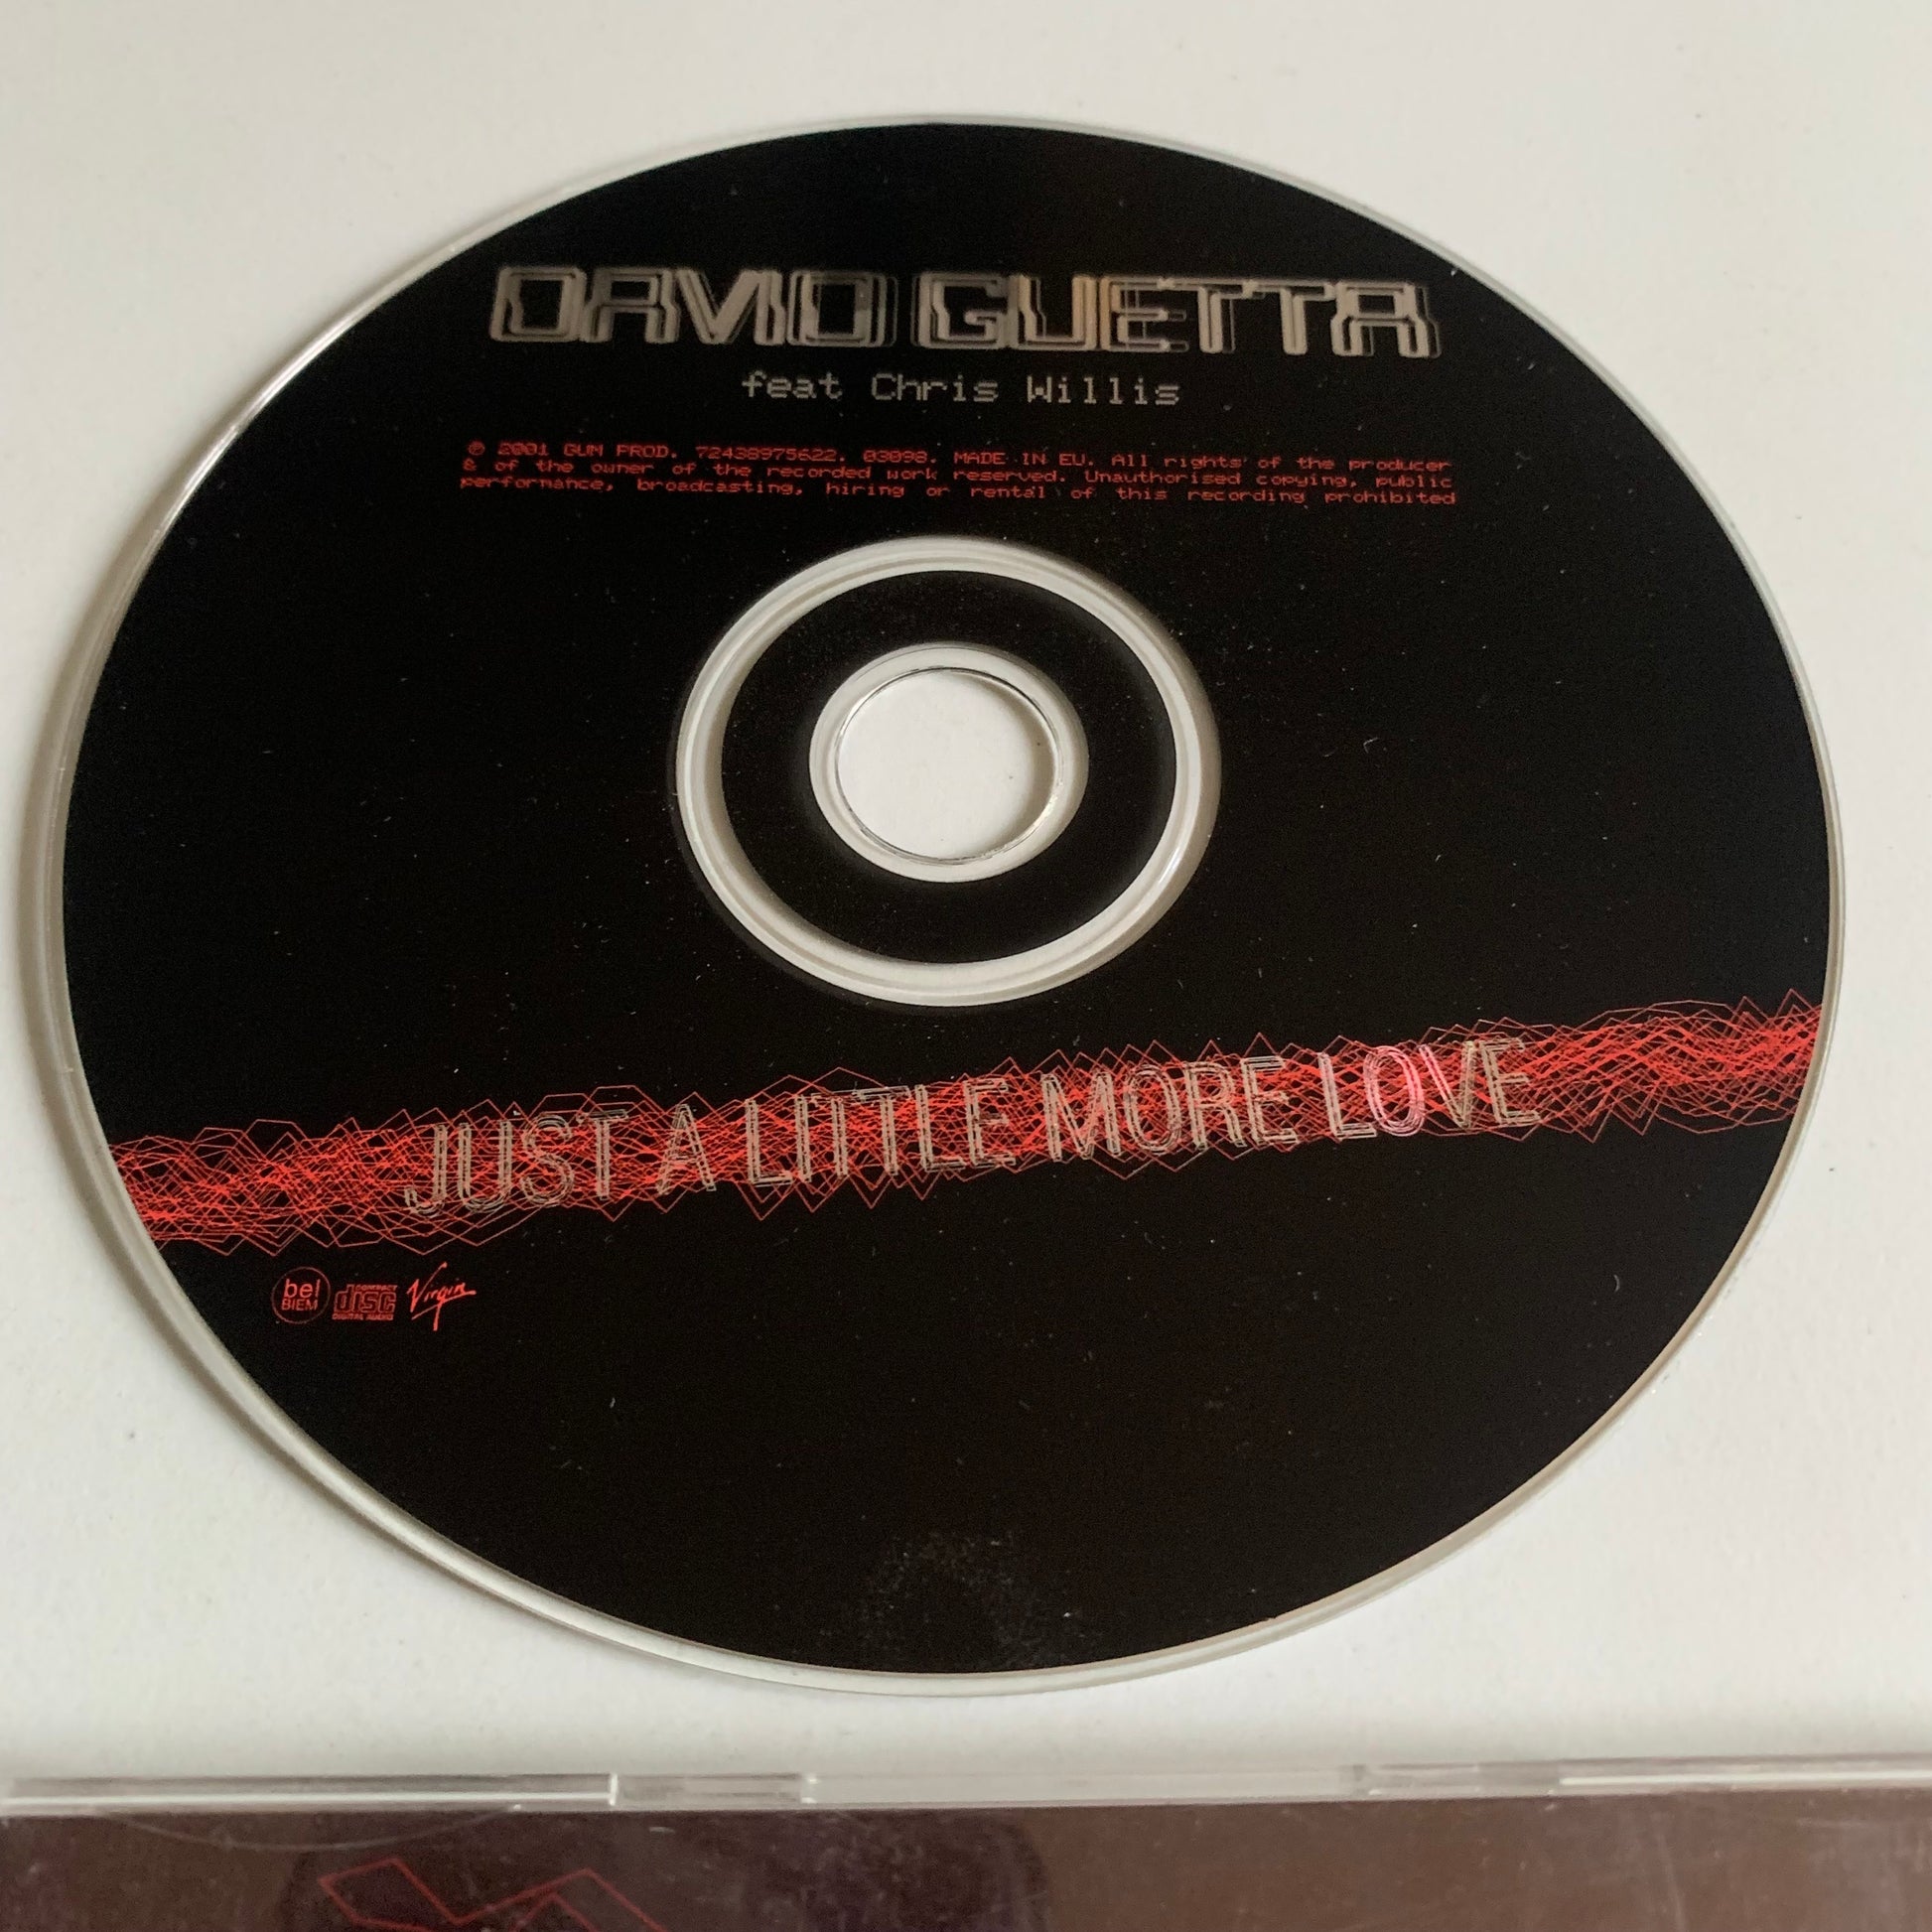 DAVID GUETTA
feat Chris Willis
℗ 2001 GUM PROD. 72438975622. 03098. MADE IN EU. All rights of the producer
& of the owner of the recorded work reserved. Unauthorised copying, public
performance, broadcasting, hiring or rental of this recording prohibited
JUST A LITTLE MORE LOVE
bel
BIEM
COMPACT
disc
DIGITAL AUDIO
Virgin